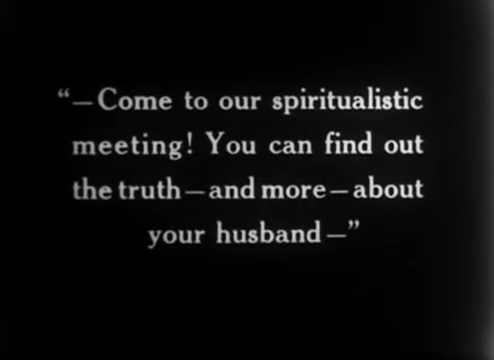 “—Come to our spiritualistic
meeting! You can find out
the truth—and more—about
your husband—”